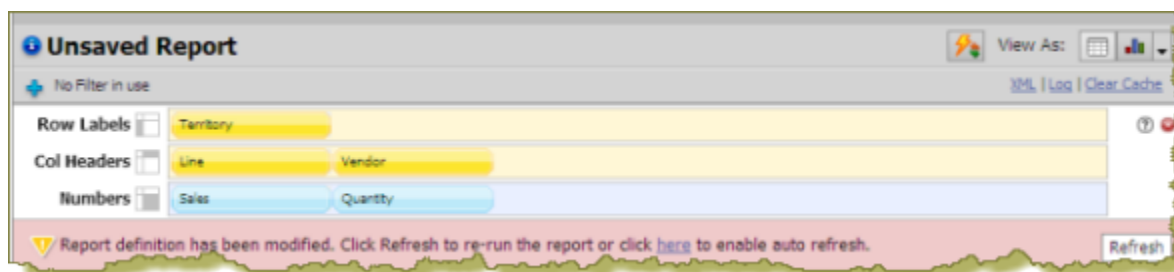 Unsaved Report
View As:
No Filter in use
XML | Log | Clear Cache
Row Labels Territory
Col Headers Line Vendor
Numbers Sales Quantity
Report definition has been modified. Click Refresh to re-run the report or click here to enable auto refresh.
Refresh